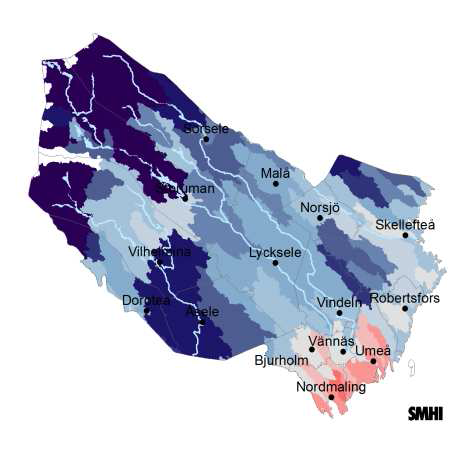 Sorsele
Malå
Storuman
Norsjö
Skellefteå
Vilhelmina
Lycksele
Dorotea
Åsele
Vindeln
Robertsfors
Vännäs
Bjurholm
Umeå
Nordmaling
SMHI